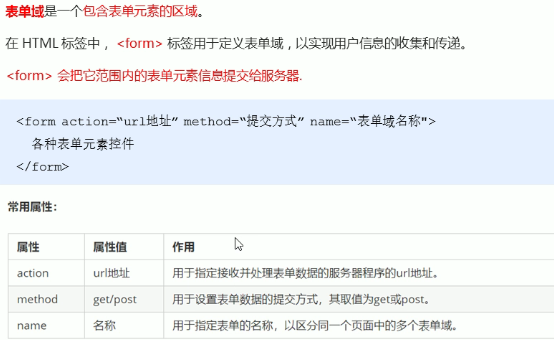 表单域是一个包含表单元素的区域。
在 HTML 标签中， <form> 标签用于定义表单域 , 以实现用户信息的收集和传递。
<form> 会把它范围内的表单元素信息提交给服务器.
<form action=“url地址” method=“提交方式” name=“表单域名称">
各种表单元素控件
</form>
常用属性：
属性 属性值 作用
action url地址 用于指定接收并处理表单数据的服务器程序的url地址。
method get/post 用于设置表单数据的提交方式，其取值为get或post。
name 名称 用于指定表单的名称，以区分同一个页面中的多个表单域。